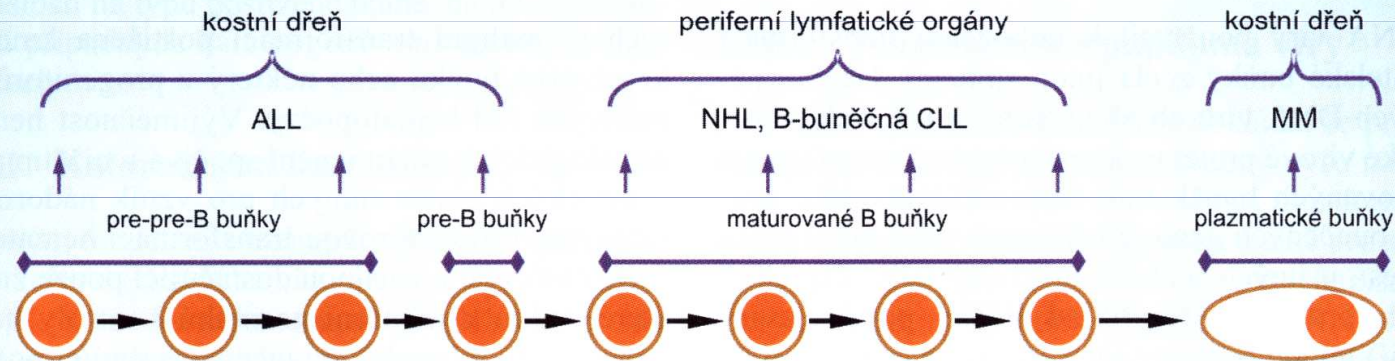 kostní dřeň
periferní lymfatické orgány
kostní dřeň
ALL
NHL, B-buněčná CLL
MM
pre-pre-B buňky
pre-B buňky
maturované B buňky
plazmatické buňky